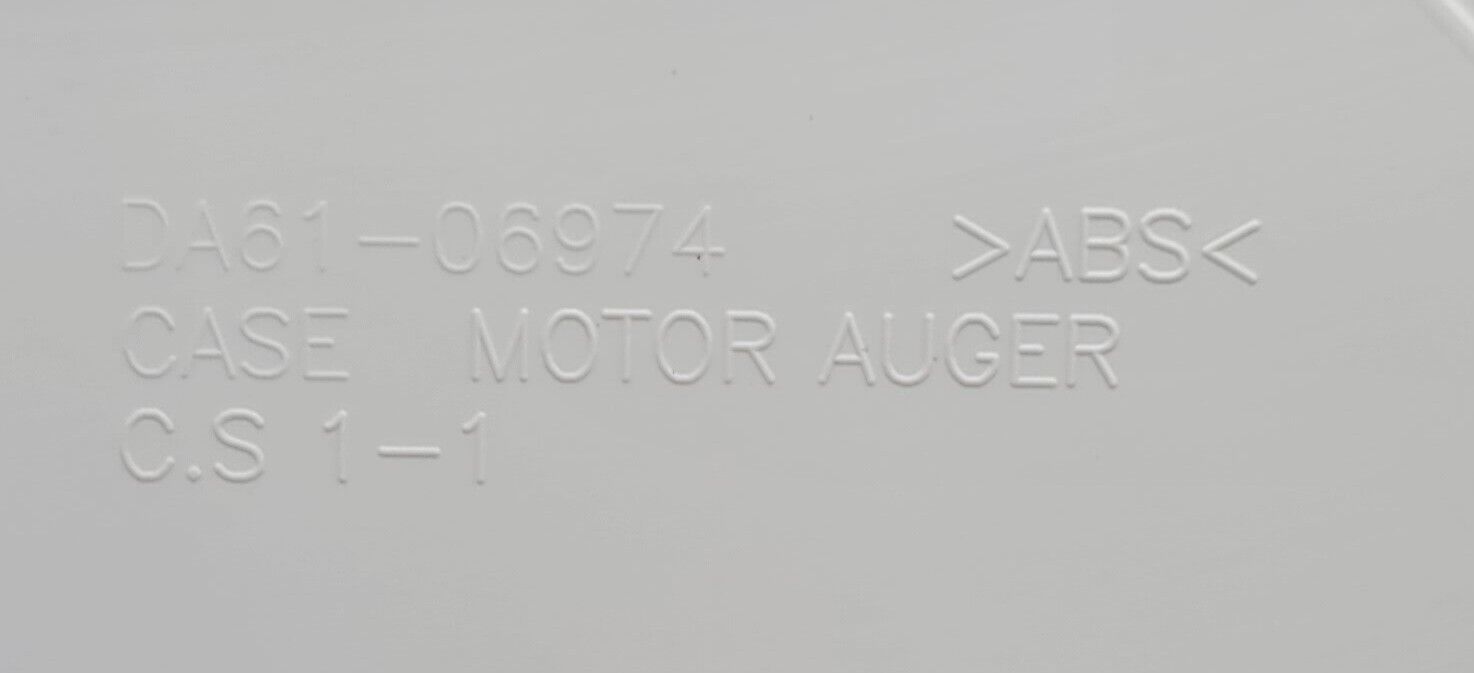 DA61-06974 >ABS<
CASE MOTOR AUGER
C.S 1-1